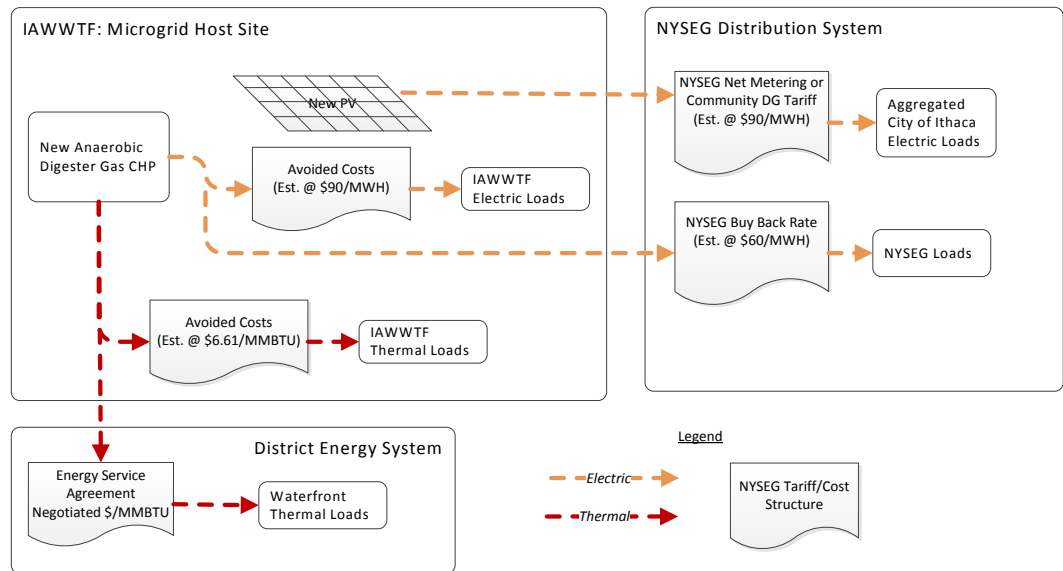 IAWWTF: Microgrid Host Site
New PV
New Anaerobic
Digester Gas CHP
Avoided Costs
(Est. @ $90/MWH)
IAWWTF
Electric Loads
Avoided Costs
(Est. @ $6.61/MMBTU)
IAWWTF
Thermal Loads
NYSEG Distribution System
NYSEG Net Metering or
Community DG Tariff
(Est. @ $90/MWH)
Aggregated
City of Ithaca
Electric Loads
NYSEG Buy Back Rate
(Est. @ $60/MWH)
NYSEG Loads
District Energy System
Energy Service
Agreement
Negotiated $/MMBTU
Waterfront
Thermal Loads
Legend
Electric
Thermal
NYSEG Tariff/Cost
Structure